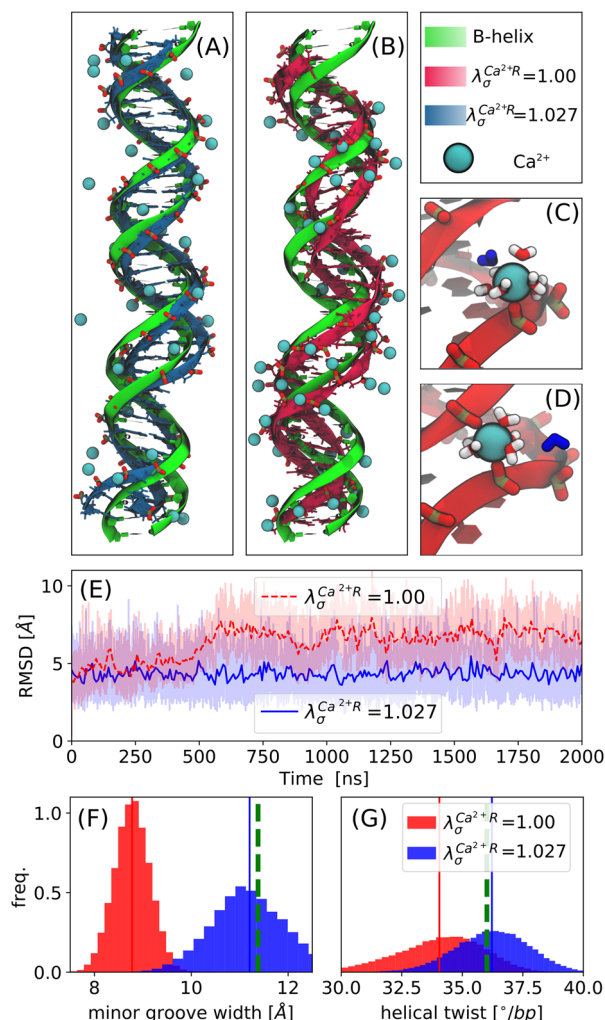 (A)
(B)
B-helix
λσCa²⁺R=1.00
λσCa²⁺R=1.027
Ca²⁺
(C)
(D)
(E)
λσCa²⁺R=1.00
λσCa²⁺R=1.027
RMSD [Å]
10
5
0
0 250 500 750 1000 1250 1500 1750 2000
Time [ns]
(F)
(G)
λσCa²⁺R=1.00
λσCa²⁺R=1.027
freq.
1.0
0.5
0.0
8 10 12
30.0 32.5 35.0 37.5 40.0
minor groove width [Å]
helical twist [°/bp]